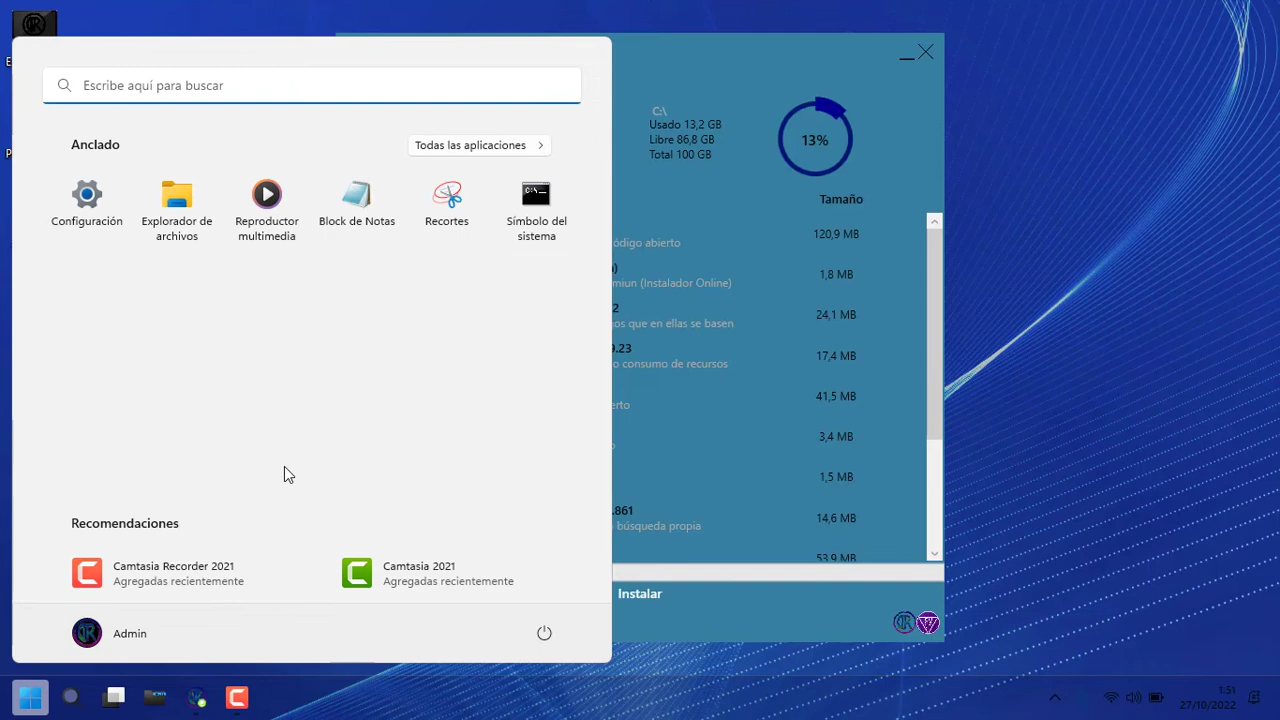 E
P
Escribe aquí para buscar
Anclado
Todas las aplicaciones
Configuración
Explorador de archivos
Reproductor multimedia
Block de Notas
Recortes
Símbolo del sistema
Recomendaciones
Camtasia Recorder 2021
Agregadas recientemente
Camtasia 2021
Agregadas recientemente
Admin
C:\
Usado 13,2 GB
Libre 86,8 GB
Total 100 GB
13%
Tamaño
ódigo abierto
120,9 MB
)
miun (Instalador Online)
1,8 MB
2
gos que en ellas se basen
24,1 MB
9.23
o consumo de recursos
17,4 MB
erto
41,5 MB
3,4 MB
1,5 MB
.861
búsqueda propia
14,6 MB
53,9 MB
Instalar
1:51
27/10/2022